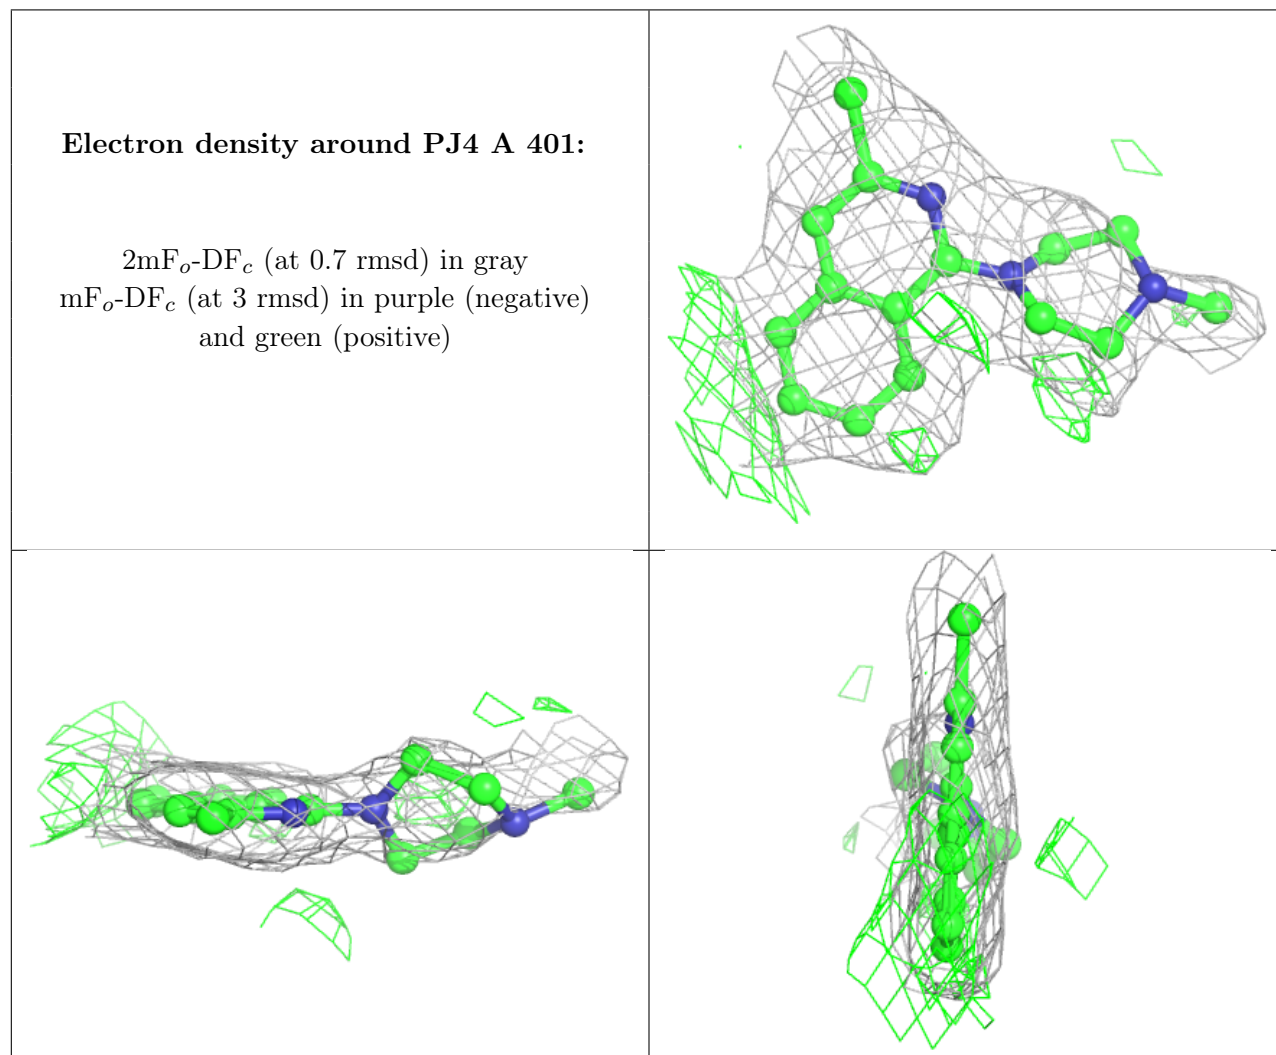 Electron density around PJ4 A 401:
2mFo-DFc (at 0.7 rmsd) in gray
mFo-DFc (at 3 rmsd) in purple (negative)
and green (positive)